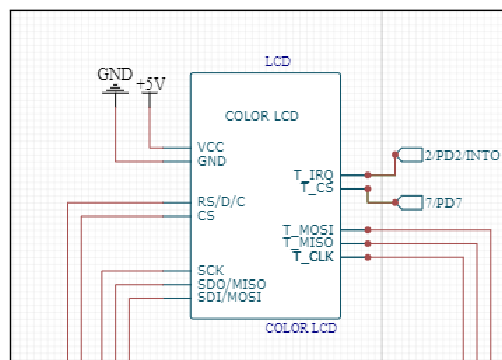 LCD
GND
+5V
COLOR LCD
VCC
GND
2/PD2/INT0
T_IRQ
T_CS
RS/D/C
7/PD7
CS
T_MOSI
T_MISO
T_CLK
SCK
SDO/MISO
SDI/MOSI
COLOR LCD